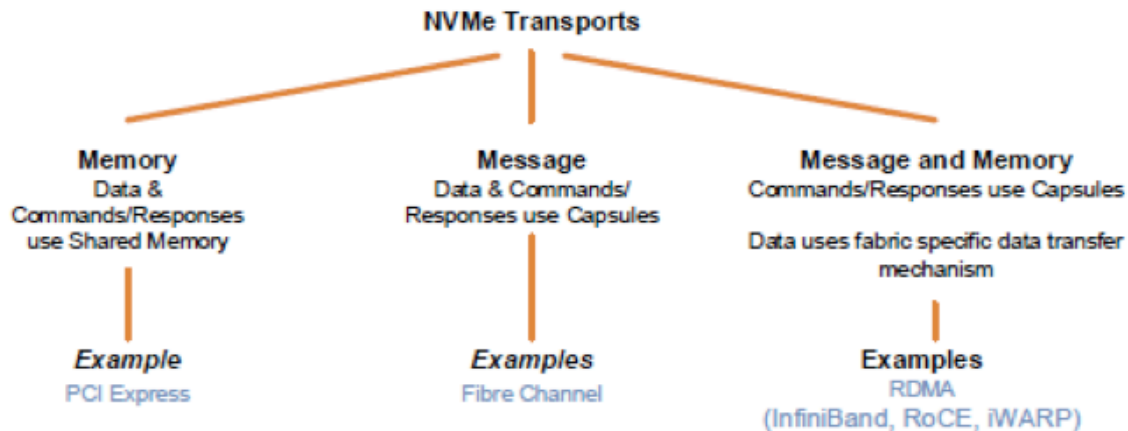 NVMe Transports
Memory
Data &
Commands/Responses
use Shared Memory
Example
PCI Express
Message
Data & Commands/
Responses use Capsules
Examples
Fibre Channel
Message and Memory
Commands/Responses use Capsules
Data uses fabric specific data transfer
mechanism
Examples
RDMA
(InfiniBand, RoCE, iWARP)